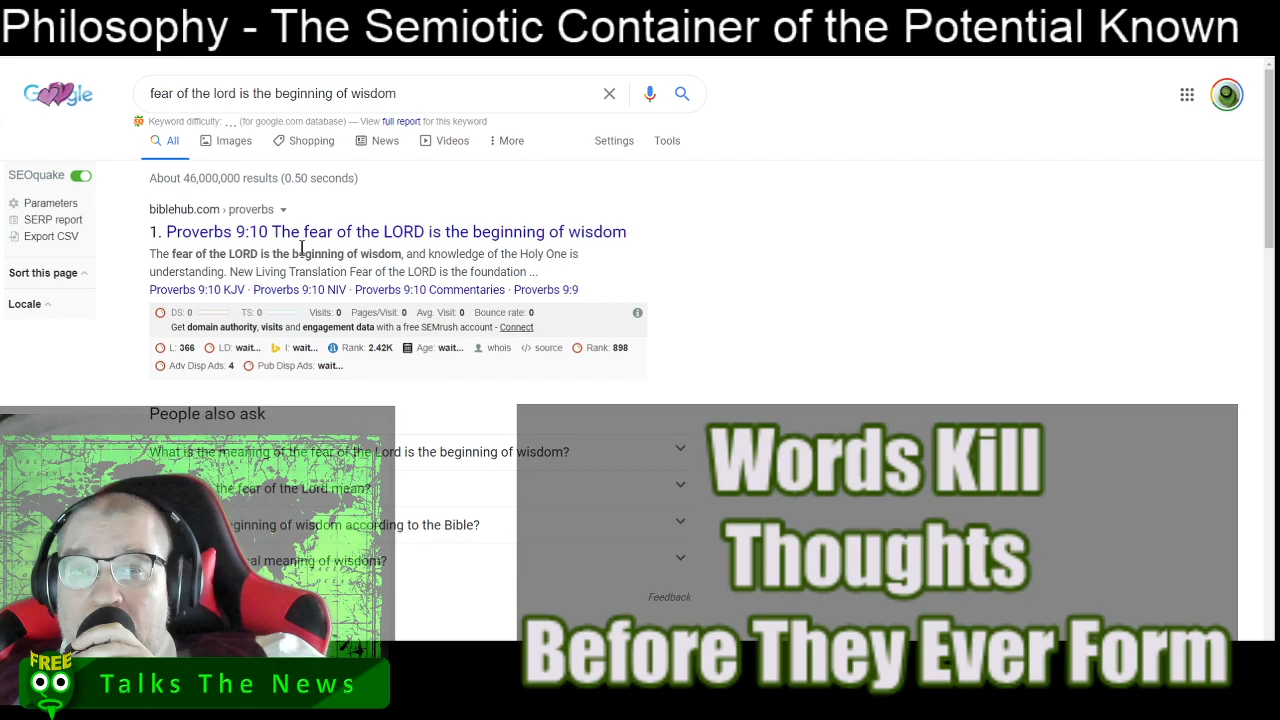 Philosophy - The Semiotic Container of the Potential Known
Google
fear of the lord is the beginning of wisdom
Keyword difficulty: ... (for google.com database) — View full report for this keyword
All Images Shopping News Videos More Settings Tools
SEOquake
Parameters
SERP report
Export CSV
Sort this page
Locale
About 46,000,000 results (0.50 seconds)
biblehub.com › proverbs
1. Proverbs 9:10 The fear of the LORD is the beginning of wisdom
The fear of the LORD is the beginning of wisdom, and knowledge of the Holy One is
understanding. New Living Translation Fear of the LORD is the foundation ...
Proverbs 9:10 KJV · Proverbs 9:10 NIV · Proverbs 9:10 Commentaries · Proverbs 9:9
DS: 0 TS: 0 Visits: 0 Pages/Visit: 0 Avg. Visit: 0 Bounce rate: 0
Get domain authority, visits and engagement data with a free SEMrush account - Connect
L: 366 LD: wait... I: wait... Rank: 2.42K Age: wait... whois source Rank: 898
Adv Disp Ads: 4 Pub Disp Ads: wait...
People also ask
What is the meaning of the fear of the Lord is the beginning of wisdom?
the fear of the Lord mean?
ginning of wisdom according to the Bible?
al meaning of wisdom?
Feedback
Words Kill
Thoughts
Before They Ever Form
FREE
Talks The News